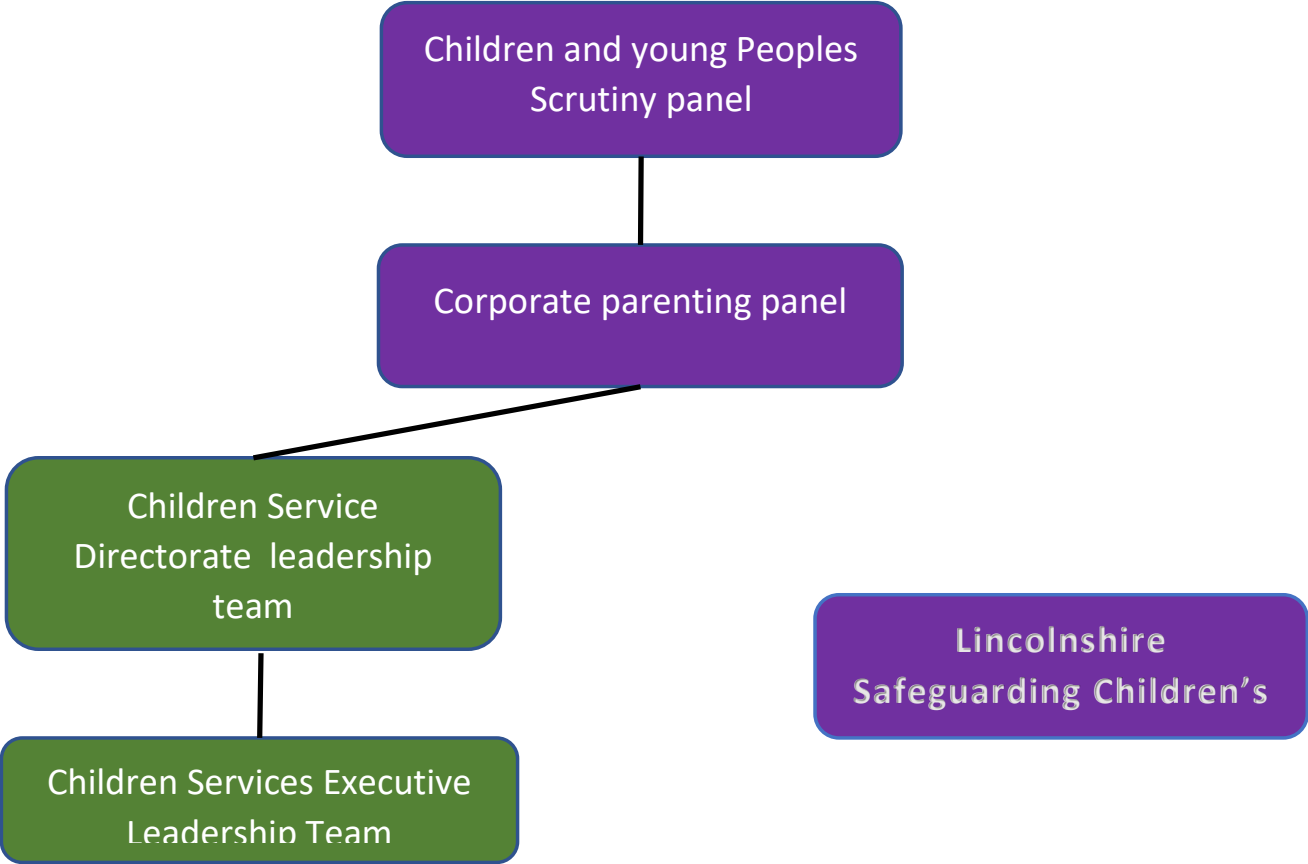 Children and young Peoples
Scrutiny panel
Corporate parenting panel
Children Service
Directorate leadership
team
Lincolnshire
Safeguarding Children’s
Children Services Executive
Leadership Team